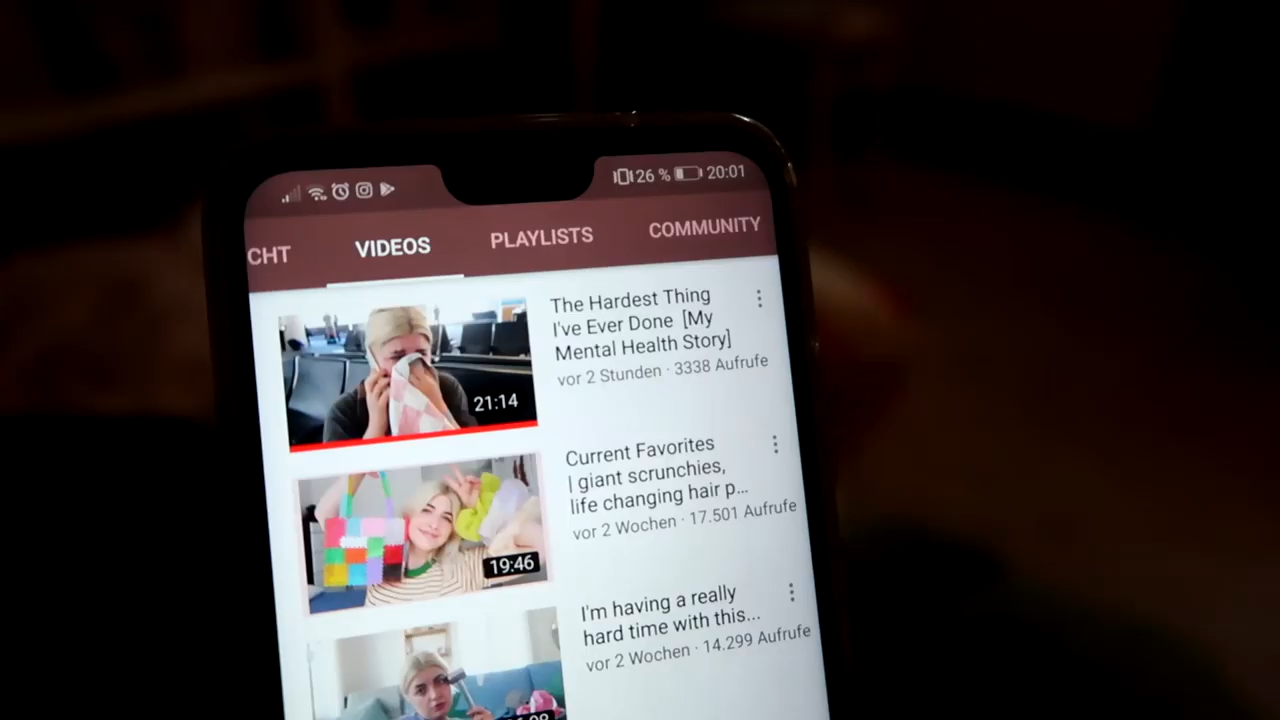 26 % 20:01
CHT VIDEOS PLAYLISTS COMMUNITY
The Hardest Thing
I've Ever Done [My
Mental Health Story]
vor 2 Stunden · 3338 Aufrufe
21:14
Current Favorites
| giant scrunchies,
life changing hair p...
vor 2 Wochen · 17.501 Aufrufe
19:46
I'm having a really
hard time with this...
vor 2 Wochen · 14.299 Aufrufe